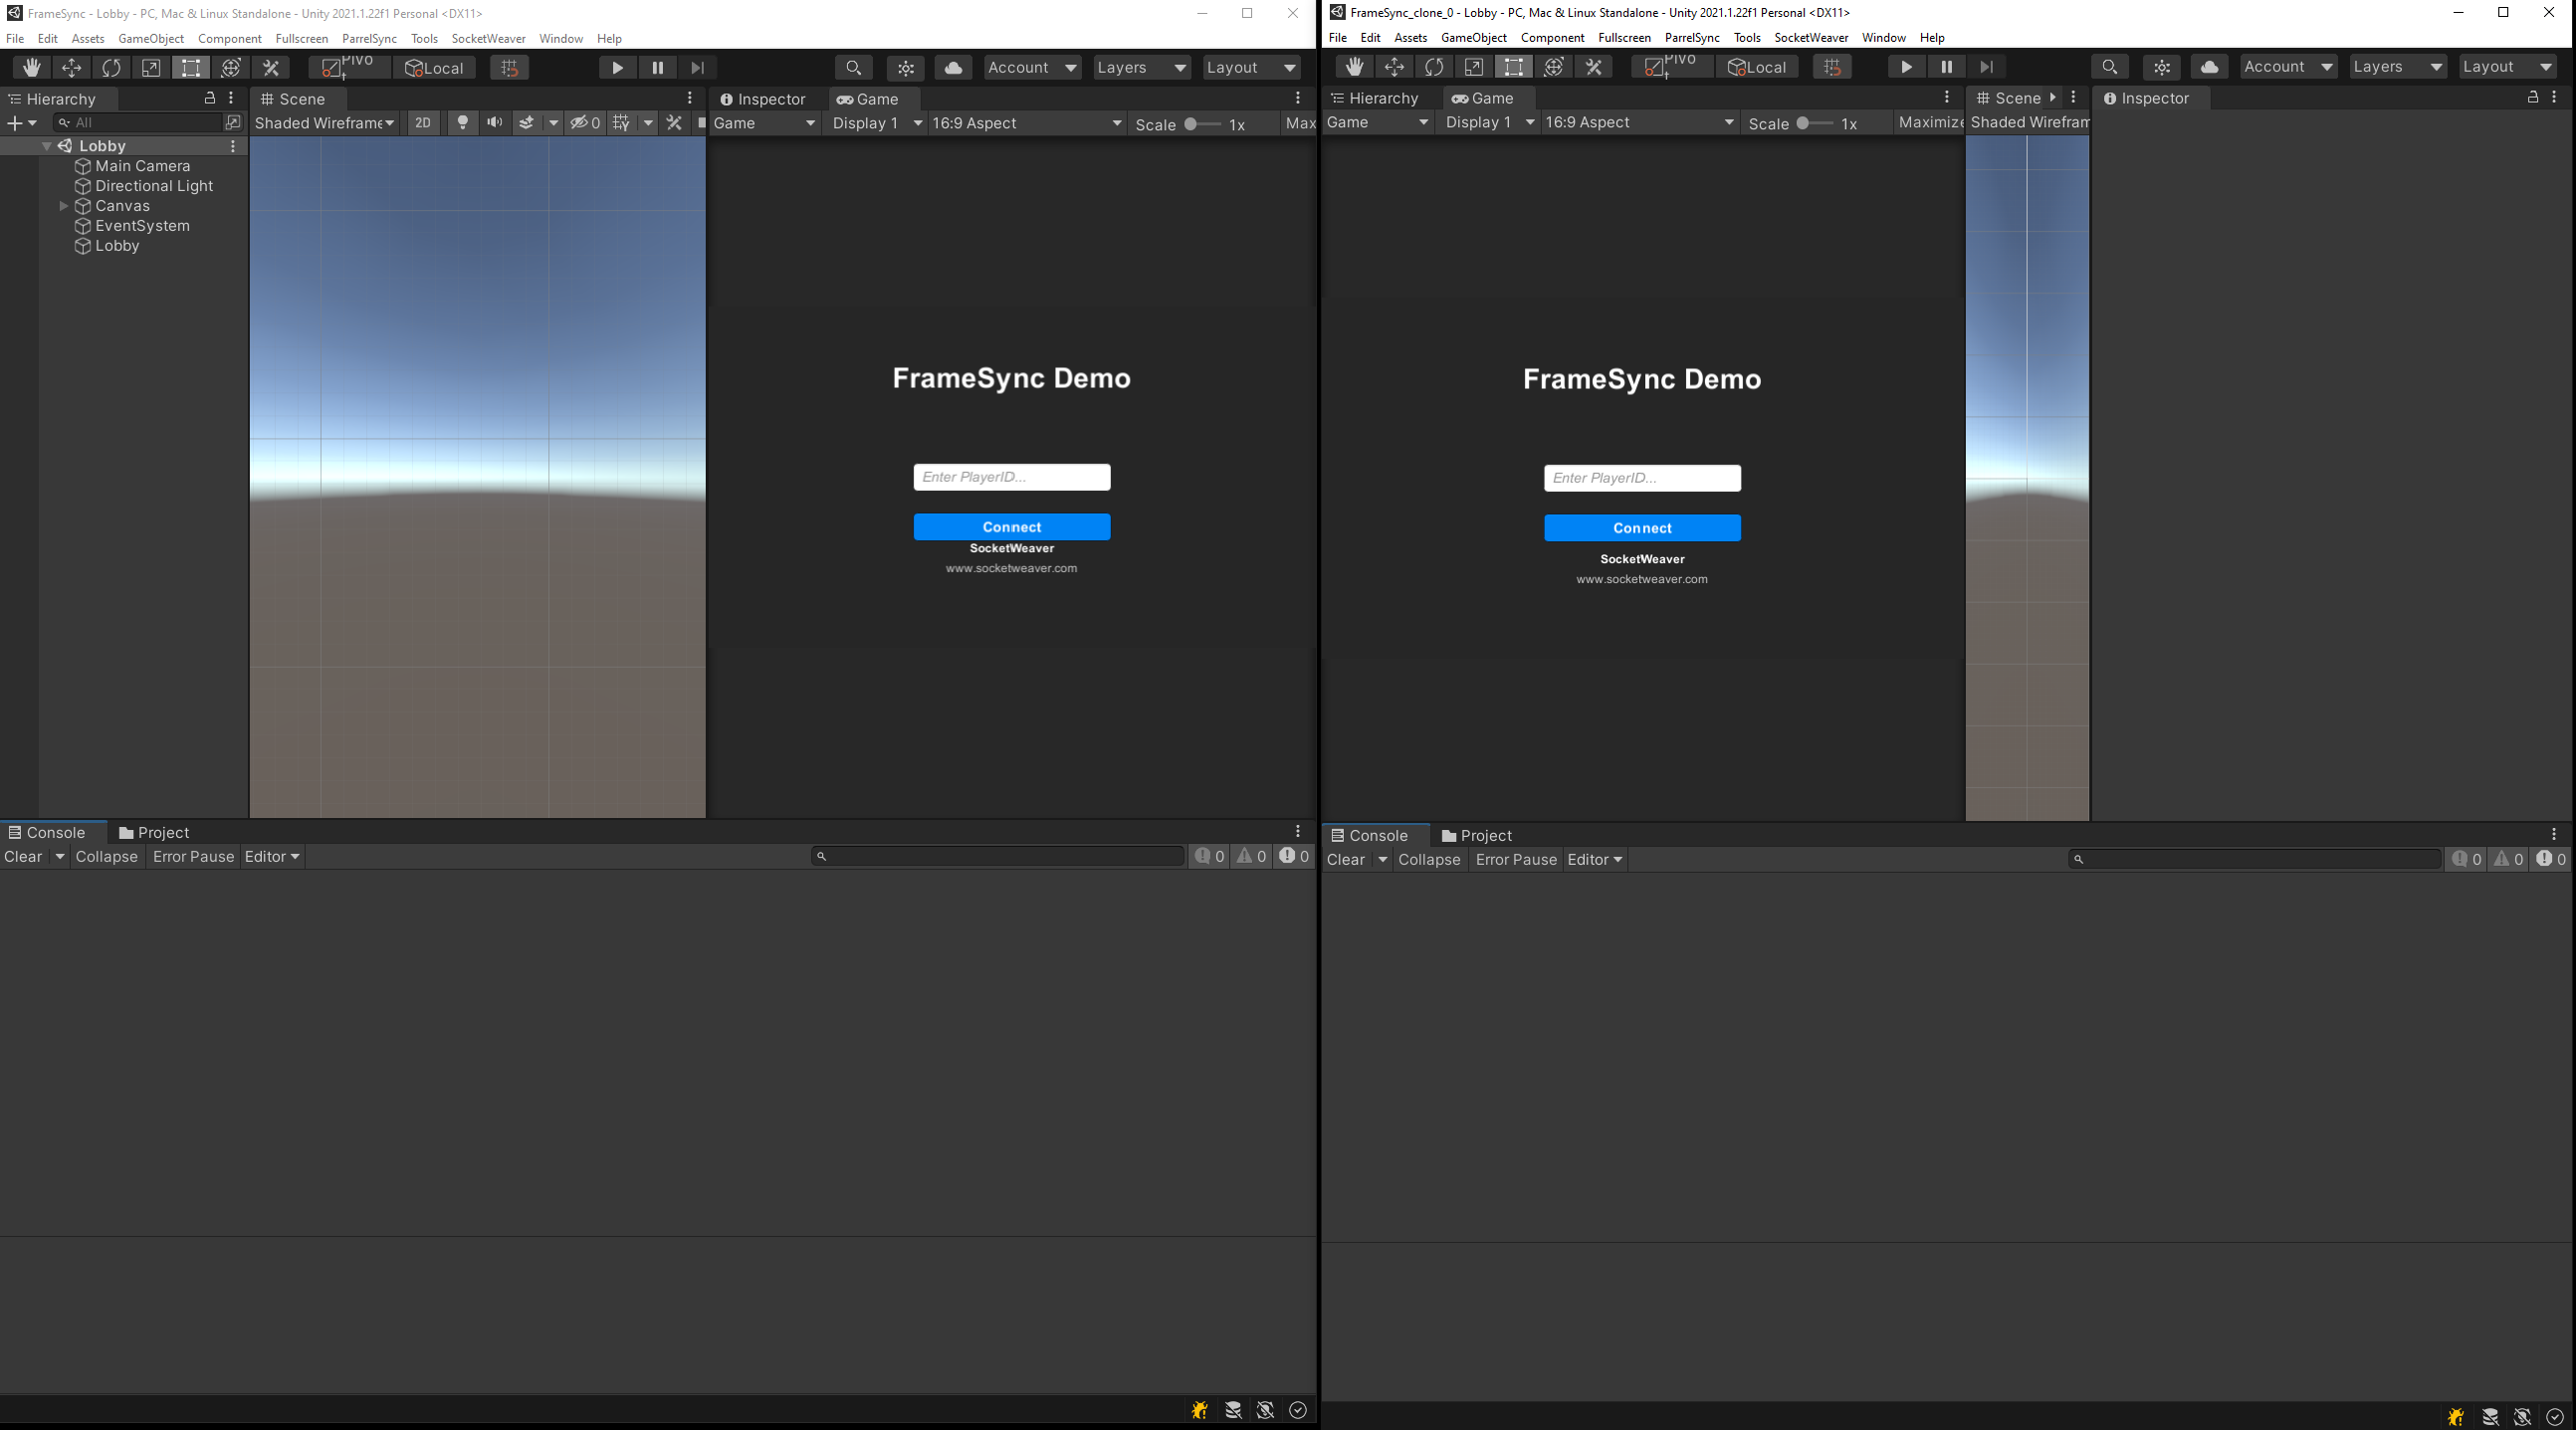 FrameSync - Lobby - PC, Mac & Linux Standalone - Unity 2021.1.22f1 Personal <DX11>
File Edit Assets GameObject Component Fullscreen ParrelSync Tools SocketWeaver Window Help
Pivot Local Account Layers Layout
Hierarchy
All
Lobby
Main Camera
Directional Light
Canvas
EventSystem
Lobby
Scene
Shaded Wireframe 2D 0
Inspector Game
Game Display 1 16:9 Aspect Scale 1x Max
FrameSync Demo
Enter PlayerID...
Connect
SocketWeaver
www.socketweaver.com
Console Project
Clear Collapse Error Pause Editor 0 0 0
FrameSync_clone_0 - Lobby - PC, Mac & Linux Standalone - Unity 2021.1.22f1 Personal <DX11>
File Edit Assets GameObject Component Fullscreen ParrelSync Tools SocketWeaver Window Help
Pivot Local Account Layers Layout
Hierarchy Game
Game Display 1 16:9 Aspect Scale 1x Maximize
FrameSync Demo
Enter PlayerID...
Connect
SocketWeaver
www.socketweaver.com
Scene
Shaded Wirefram
Inspector
Console Project
Clear Collapse Error Pause Editor 0 0 0